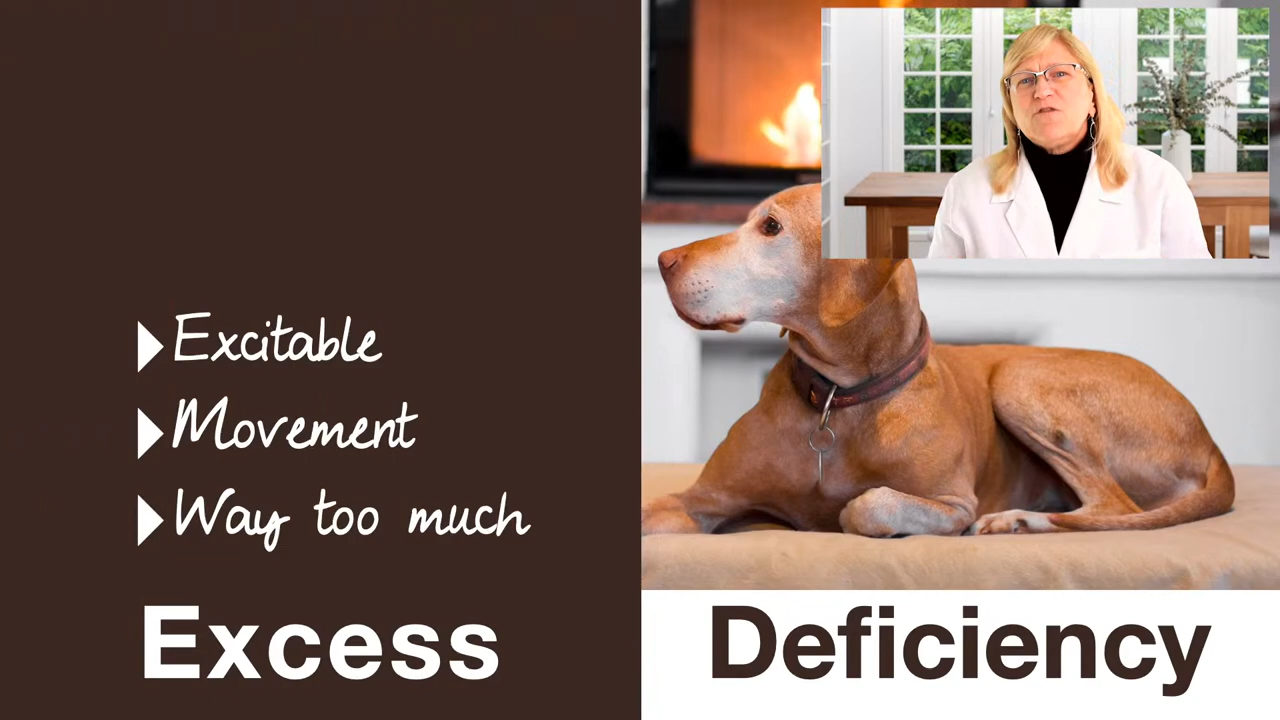 Excitable
Movement
Way too much
Excess
Deficiency